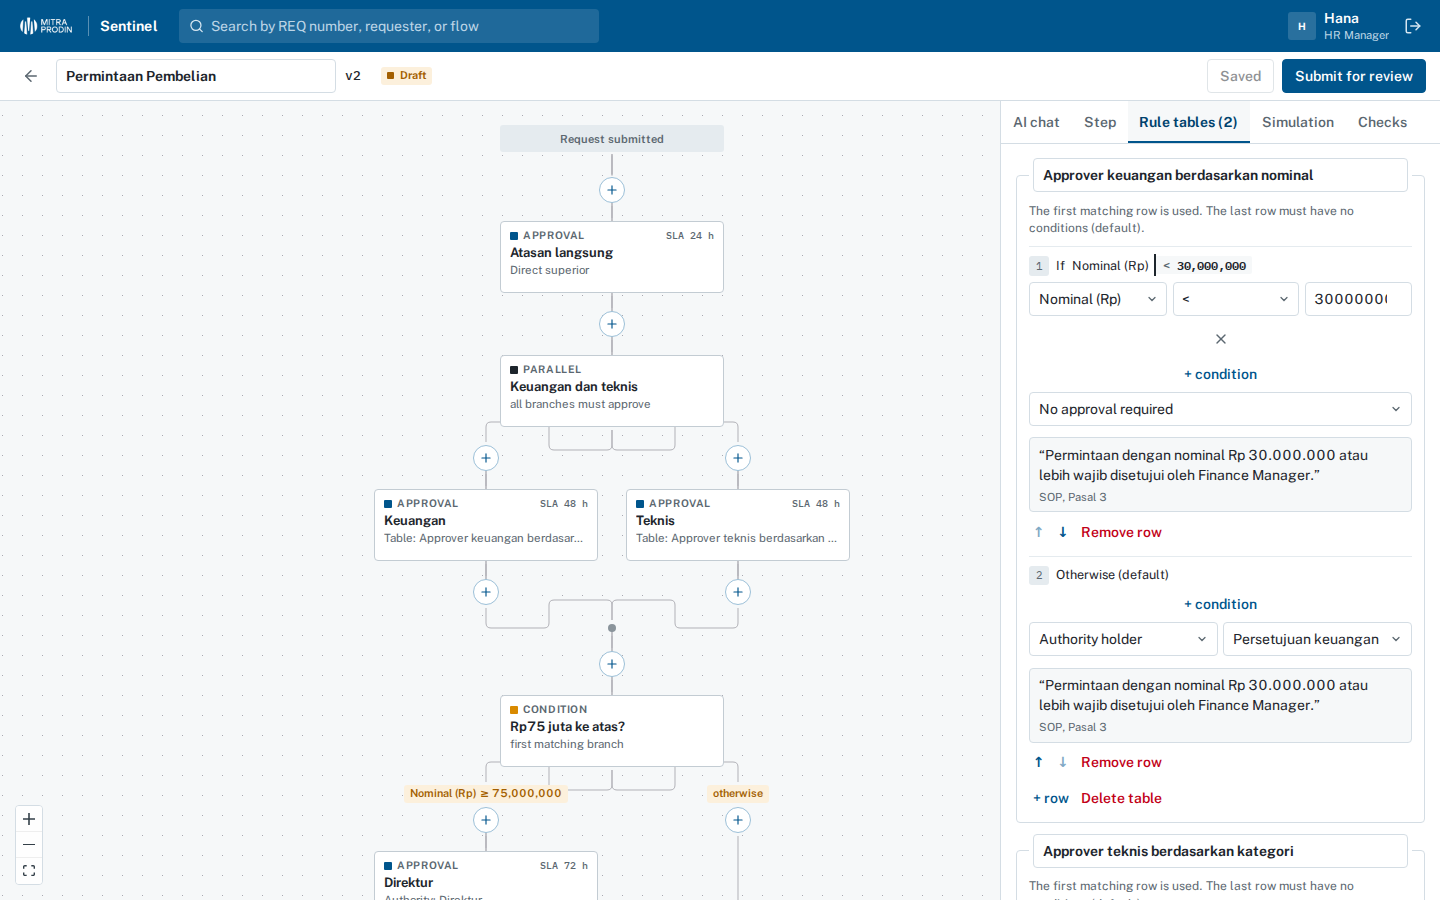 MITRA
PRODIN
Sentinel
Search by REQ number, requester, or flow
H
Hana
HR Manager
Permintaan Pembelian
v2
Draft
Saved
Submit for review
Request submitted
APPROVAL
SLA 24 h
Atasan langsung
Direct superior
PARALLEL
Keuangan dan teknis
all branches must approve
APPROVAL
SLA 48 h
Keuangan
Table: Approver keuangan berdasar...
APPROVAL
SLA 48 h
Teknis
Table: Approver teknis berdasarkan ...
CONDITION
Rp75 juta ke atas?
first matching branch
Nominal (Rp) ≥ 75,000,000
otherwise
APPROVAL
SLA 72 h
Direktur
Authority: Direktur
AI chat
Step
Rule tables (2)
Simulation
Checks
Approver keuangan berdasarkan nominal
The first matching row is used. The last row must have no
conditions (default).
1 If Nominal (Rp) < 30,000,000
Nominal (Rp)
<
3000000
+ condition
No approval required
“Permintaan dengan nominal Rp 30.000.000 atau
lebih wajib disetujui oleh Finance Manager.”
SOP, Pasal 3
↑ ↓ Remove row
2 Otherwise (default)
+ condition
Authority holder
Persetujuan keuangan
“Permintaan dengan nominal Rp 30.000.000 atau
lebih wajib disetujui oleh Finance Manager.”
SOP, Pasal 3
↑ ↓ Remove row
+ row Delete table
Approver teknis berdasarkan kategori
The first matching row is used. The last row must have no